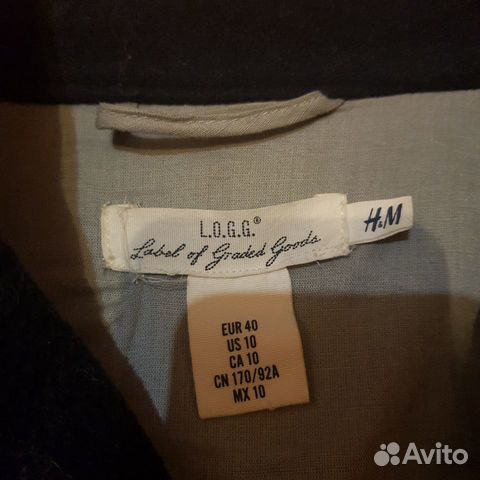 L.O.G.G.®
Label of Graded Goods
H&M
EUR 40
US 10
CA 10
CN 170/92A
MX 10
Avito